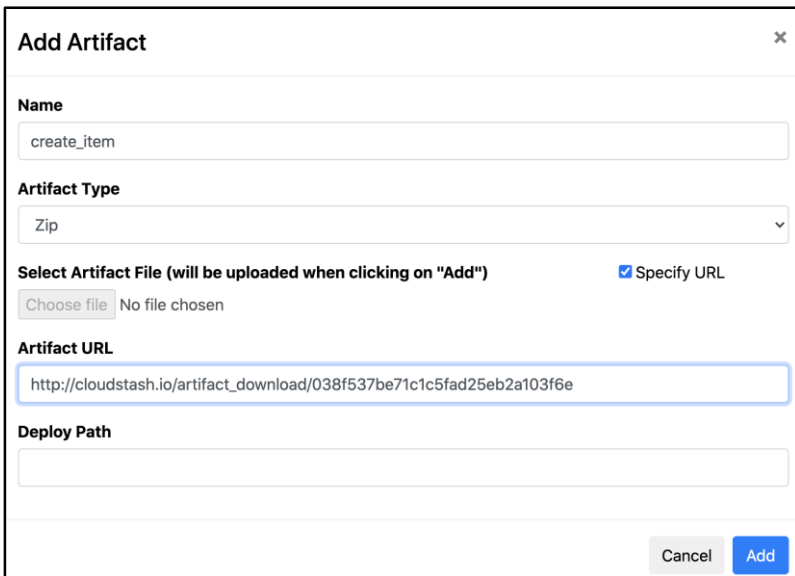 Add Artifact ×
Name
create_item
Artifact Type
Zip
Select Artifact File (will be uploaded when clicking on "Add") Specify URL
Choose file No file chosen
Artifact URL
http://cloudstash.io/artifact_download/038f537be71c1c5fad25eb2a103f6e
Deploy Path
Cancel Add